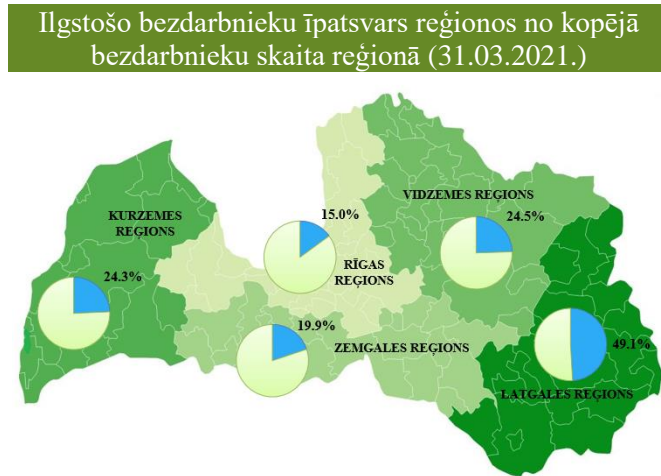 Ilgstošo bezdarbnieku īpatsvars reģionos no kopējā
bezdarbnieku skaita reģionā (31.03.2021.)
KURZEMES
REĢIONS
24.3%
15.0%
RĪGAS
REĢIONS
VIDZEMES REĢIONS
24.5%
19.9%
ZEMGALES REĢIONS
49.1%
LATGALES REĢIONS